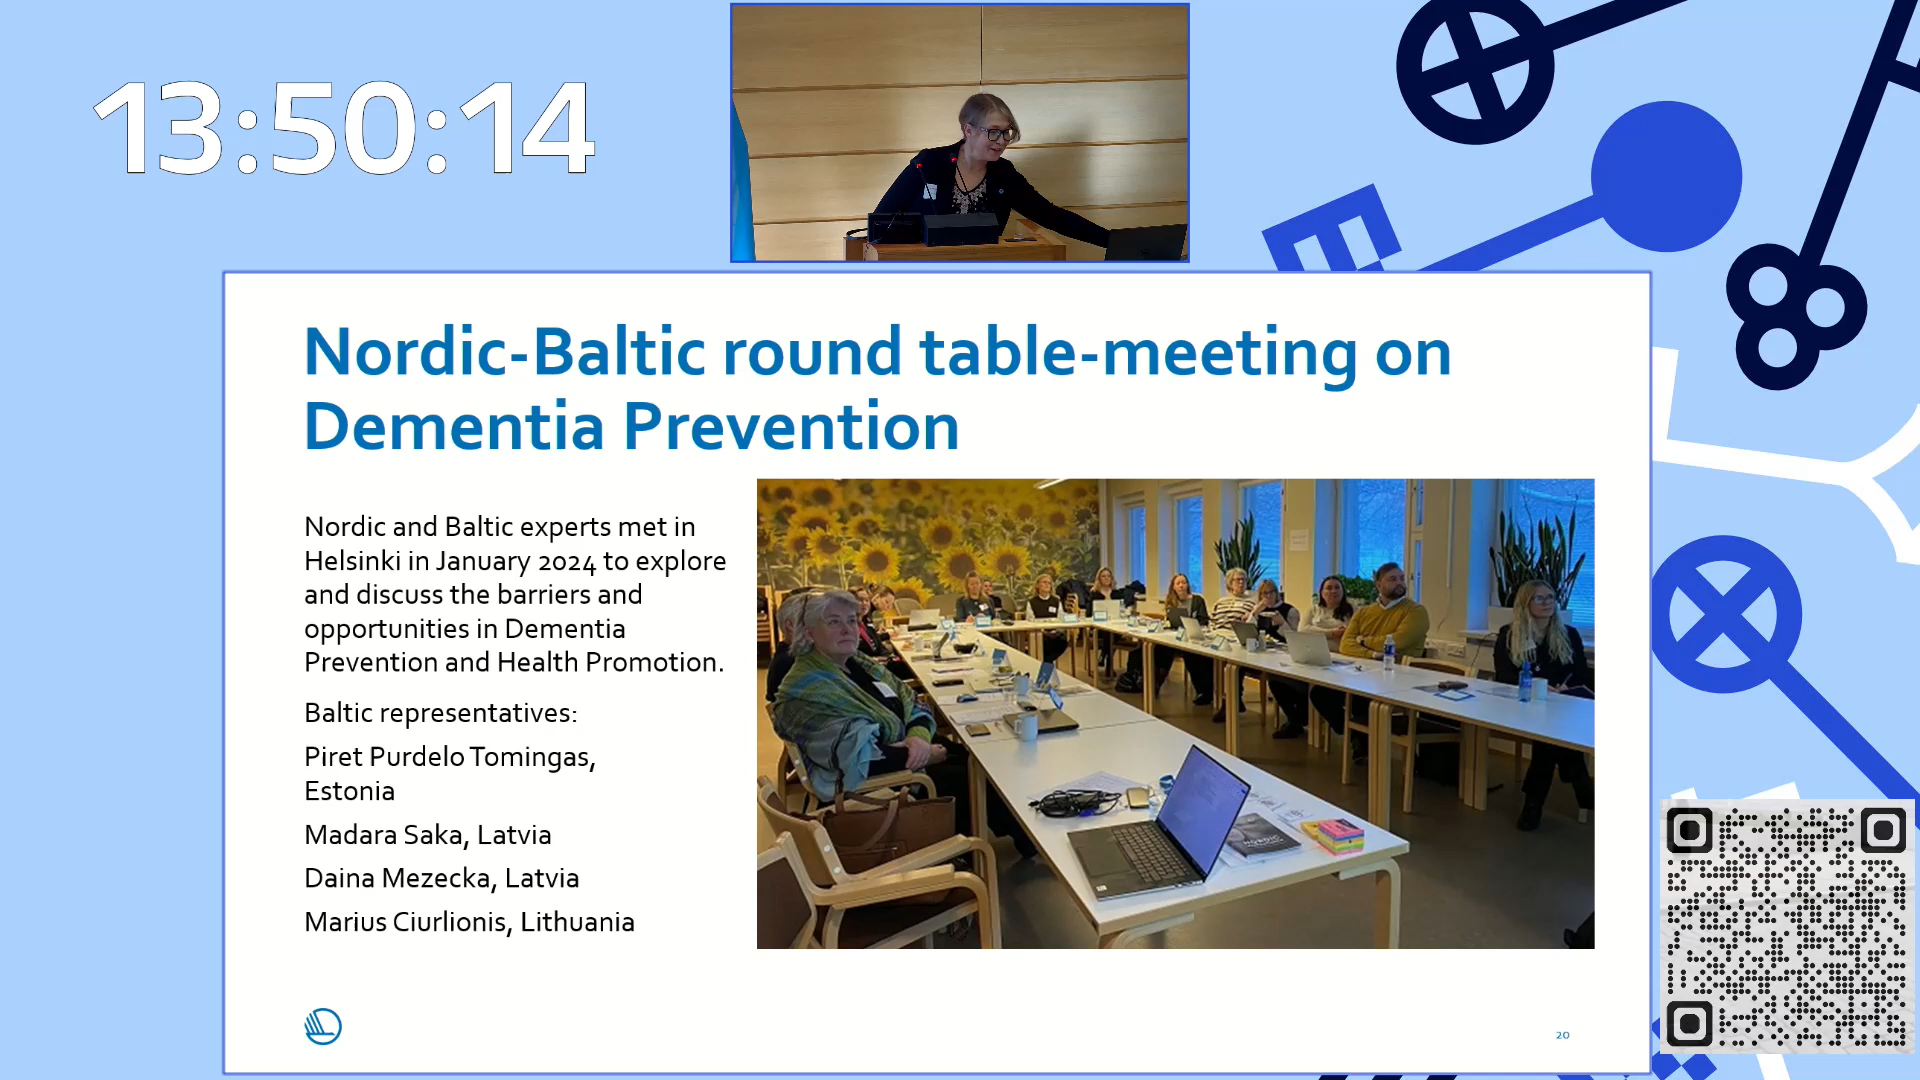 13:50:14
Nordic-Baltic round table-meeting on
Dementia Prevention
Nordic and Baltic experts met in
Helsinki in January 2024 to explore
and discuss the barriers and
opportunities in Dementia
Prevention and Health Promotion.
Baltic representatives:
Piret Purdelo Tomingas,
Estonia
Madara Saka, Latvia
Daina Mezecka, Latvia
Marius Ciurlionis, Lithuania
NORDIC
20